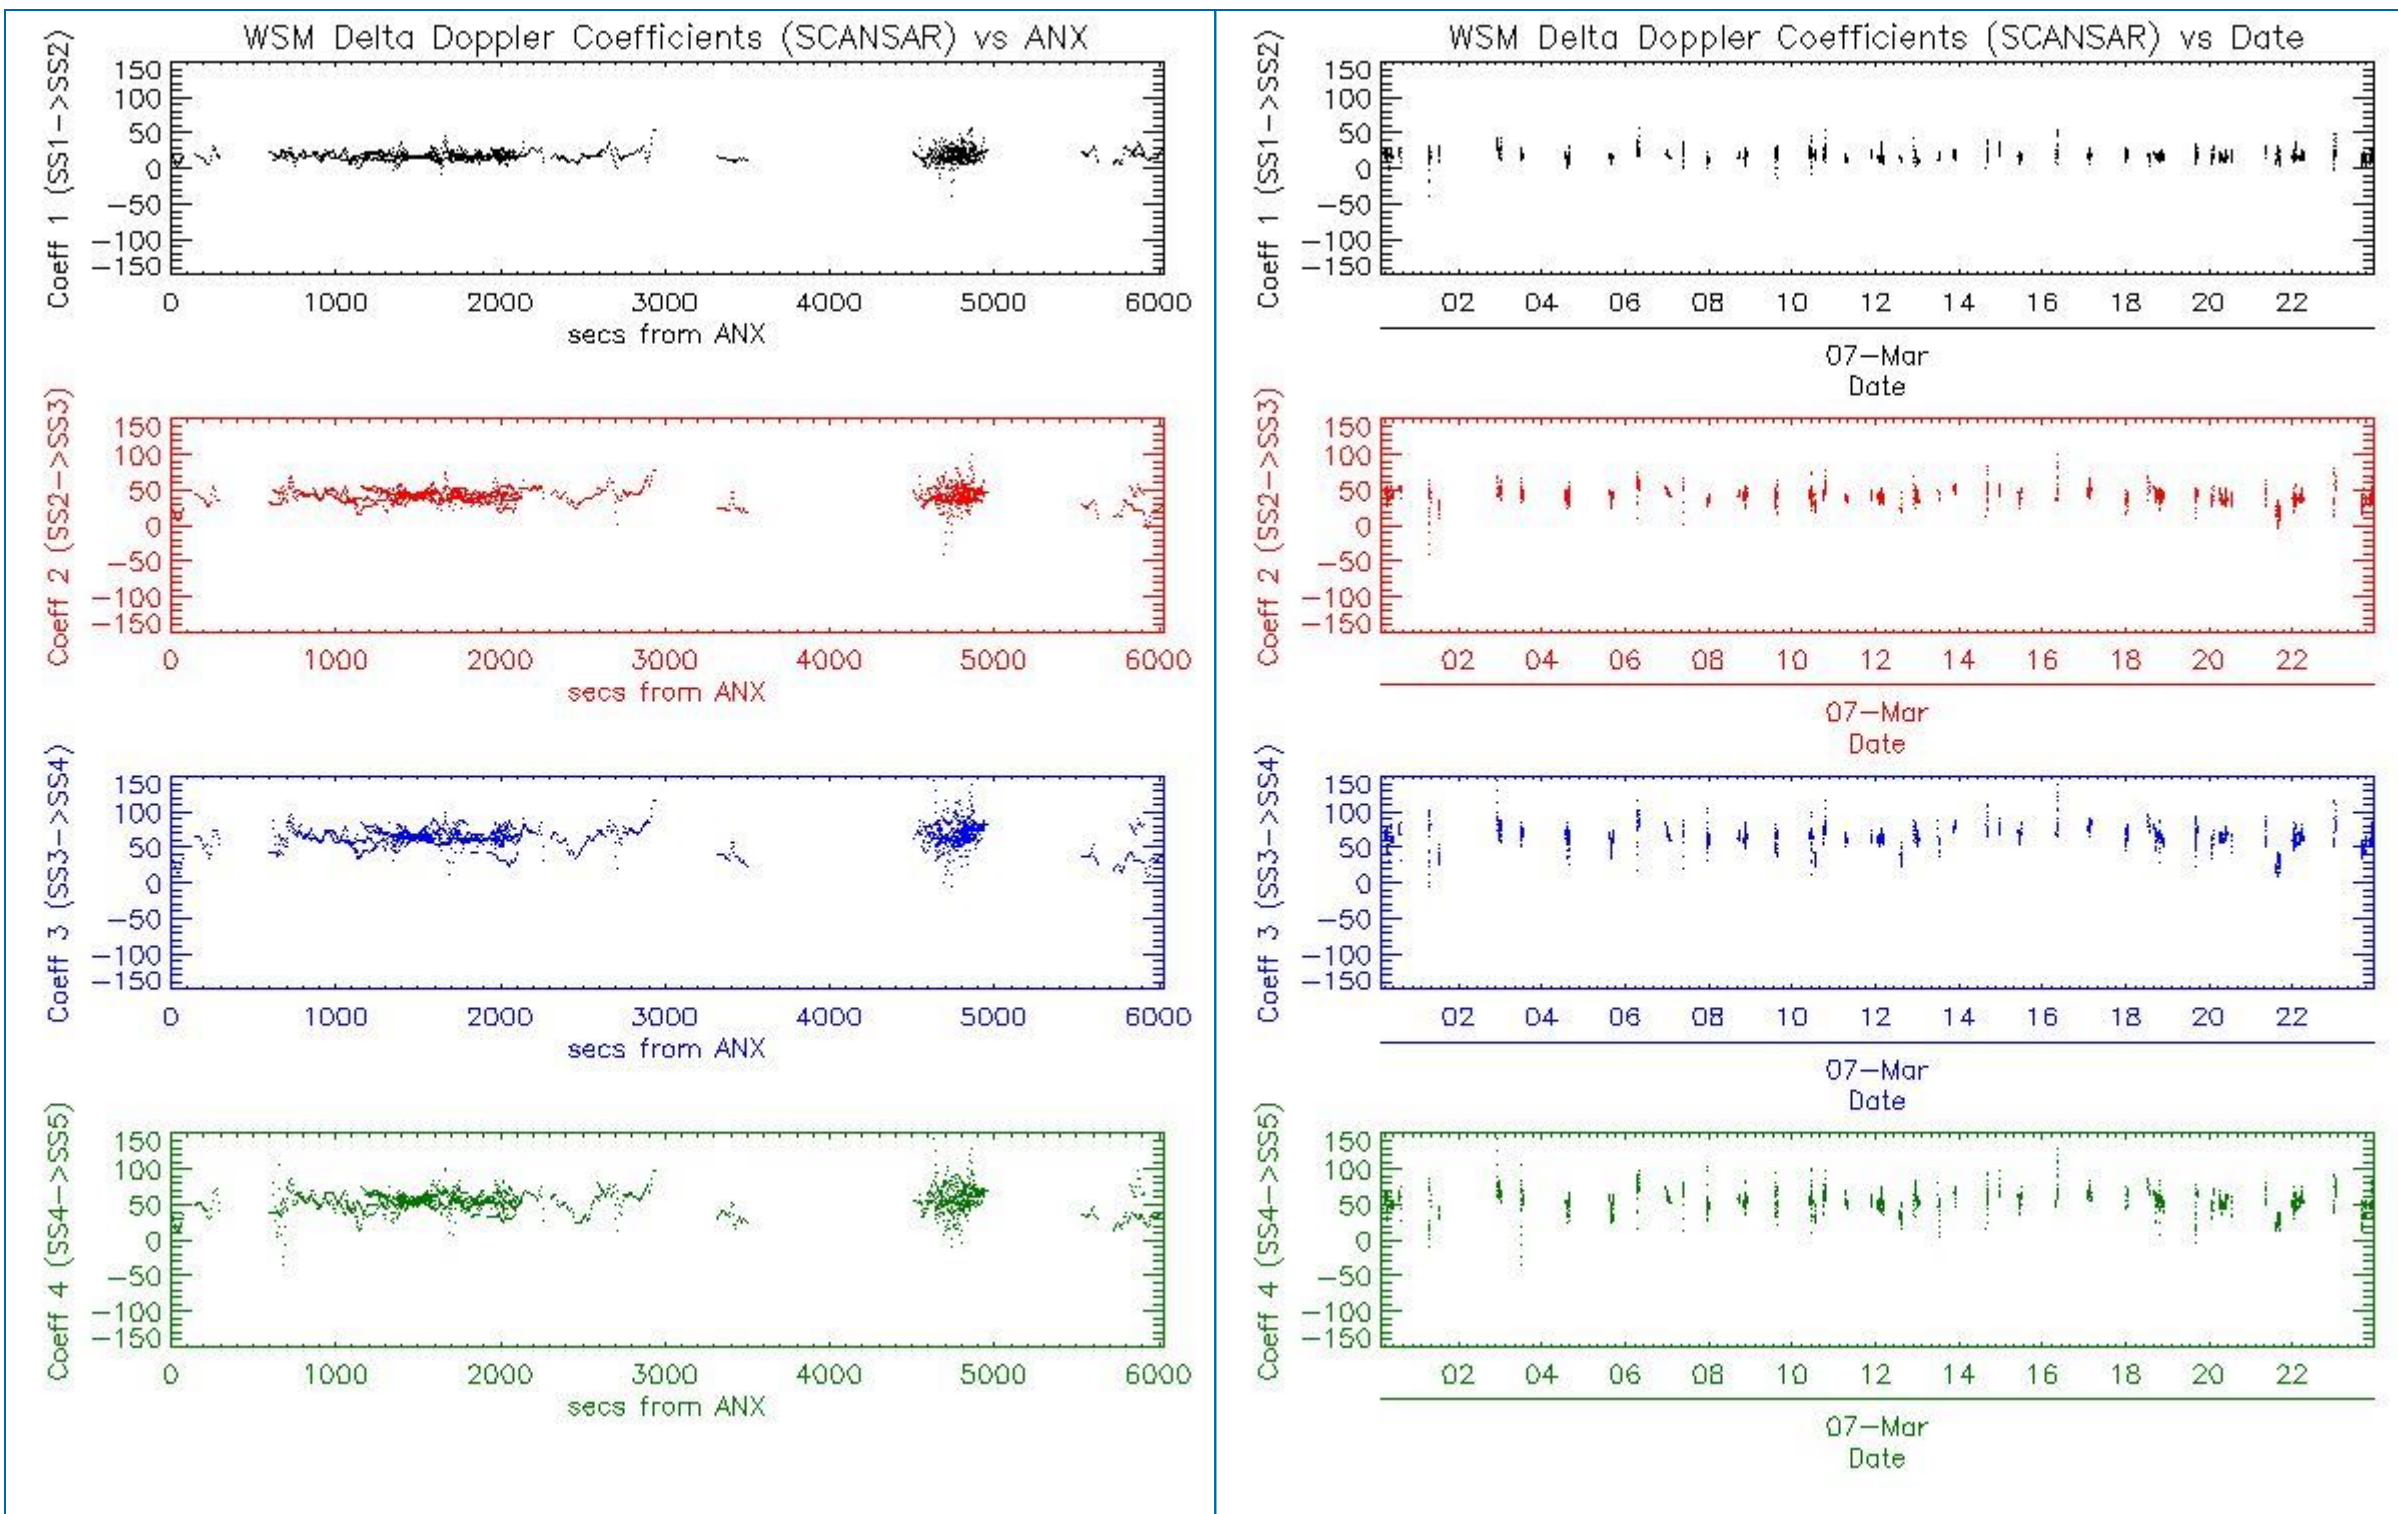 WSM Delta Doppler Coefficients (SCANSAR) vs ANX
Coeff 1 (SS1->SS2)
150
100
50
0
-50
-100
-150
0 1000 2000 3000 4000 5000 6000
secs from ANX
Coeff 2 (SS2->SS3)
150
100
50
0
-50
-100
-150
0 1000 2000 3000 4000 5000 6000
secs from ANX
Coeff 3 (SS3->SS4)
150
100
50
0
-50
-100
-150
0 1000 2000 3000 4000 5000 6000
secs from ANX
Coeff 4 (SS4->SS5)
150
100
50
0
-50
-100
-150
0 1000 2000 3000 4000 5000 6000
secs from ANX
WSM Delta Doppler Coefficients (SCANSAR) vs Date
Coeff 1 (SS1->SS2)
150
100
50
0
-50
-100
-150
02 04 06 08 10 12 14 16 18 20 22
07-Mar
Date
Coeff 2 (SS2->SS3)
150
100
50
0
-50
-100
-150
02 04 06 08 10 12 14 16 18 20 22
07-Mar
Date
Coeff 3 (SS3->SS4)
150
100
50
0
-50
-100
-150
02 04 06 08 10 12 14 16 18 20 22
07-Mar
Date
Coeff 4 (SS4->SS5)
150
100
50
0
-50
-100
-150
02 04 06 08 10 12 14 16 18 20 22
07-Mar
Date